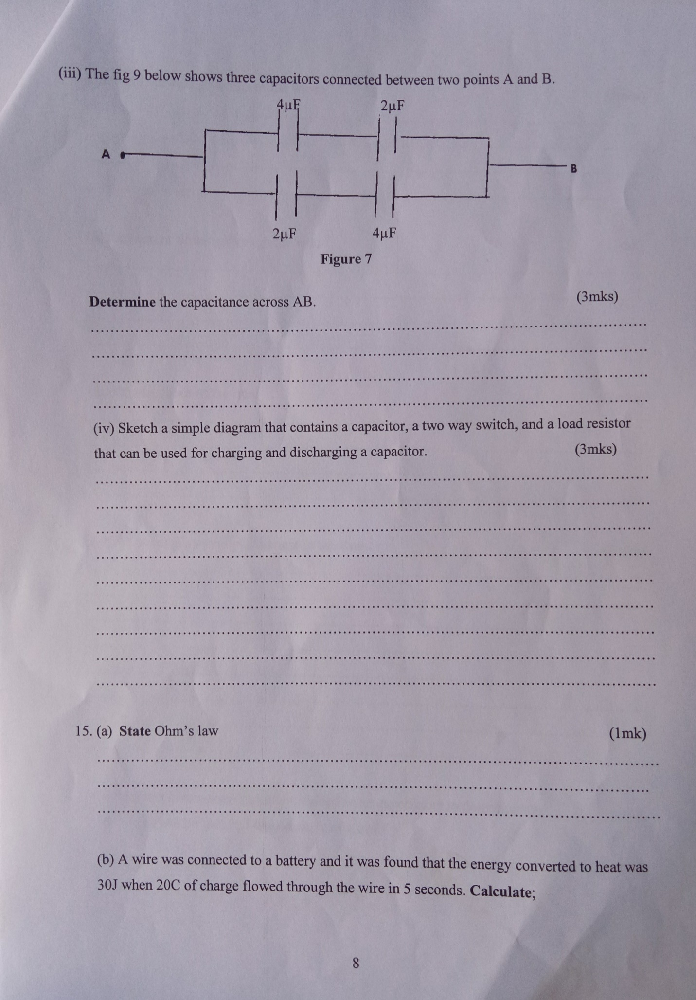 (iii) The fig 9 below shows three capacitors connected between two points A and B.
4µF 2µF
A
B
2µF 4µF
Figure 7
Determine the capacitance across AB. (3mks)
(iv) Sketch a simple diagram that contains a capacitor, a two way switch, and a load resistor
that can be used for charging and discharging a capacitor. (3mks)
15. (a) State Ohm's law (1mk)
(b) A wire was connected to a battery and it was found that the energy converted to heat was
30J when 20C of charge flowed through the wire in 5 seconds. Calculate;
8